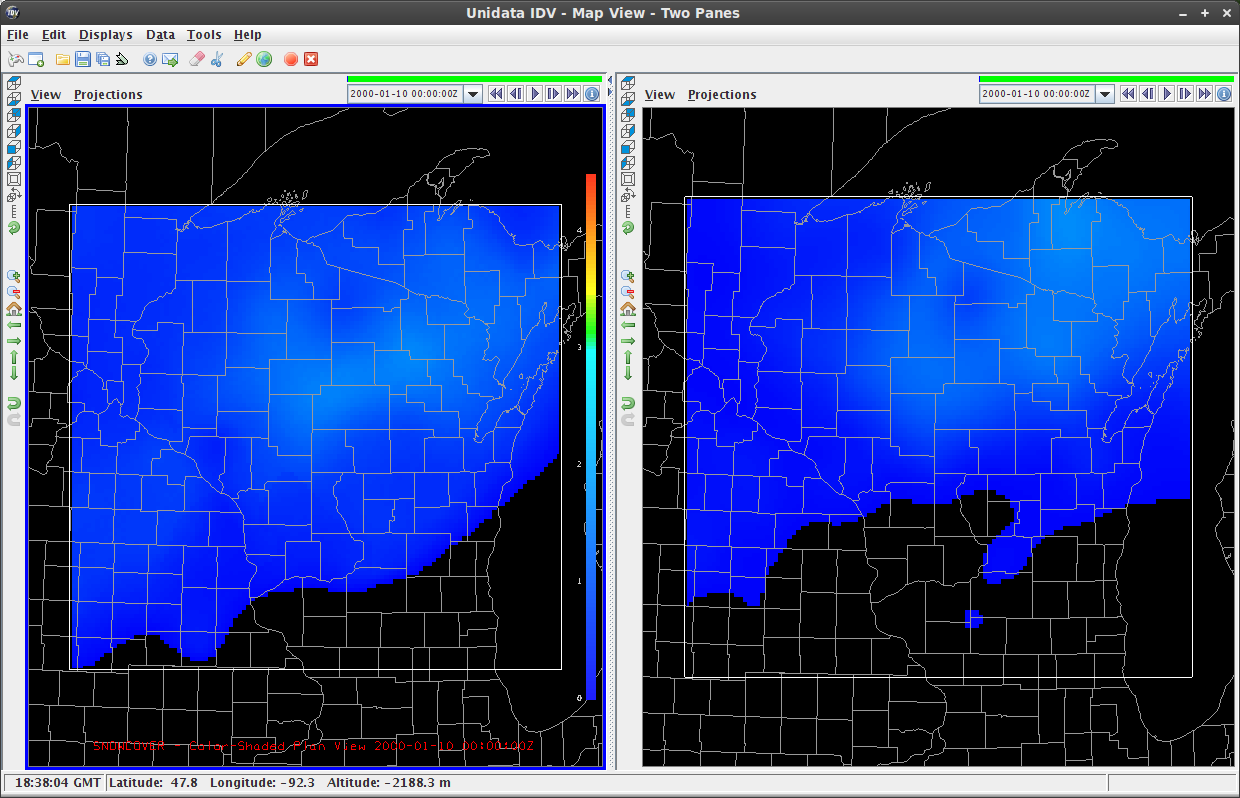 IDV
Unidata IDV - Map View - Two Panes
File Edit Displays Data Tools Help
View Projections
2000-01-10 00:00:00Z
View Projections
2000-01-10 00:00:00Z
4
3
2
1
0
Color-Shaded Plan View 2000-01-10 00:00:00Z
18:38:04 GMT Latitude: 47.8 Longitude: -92.3 Altitude: -2188.3 m